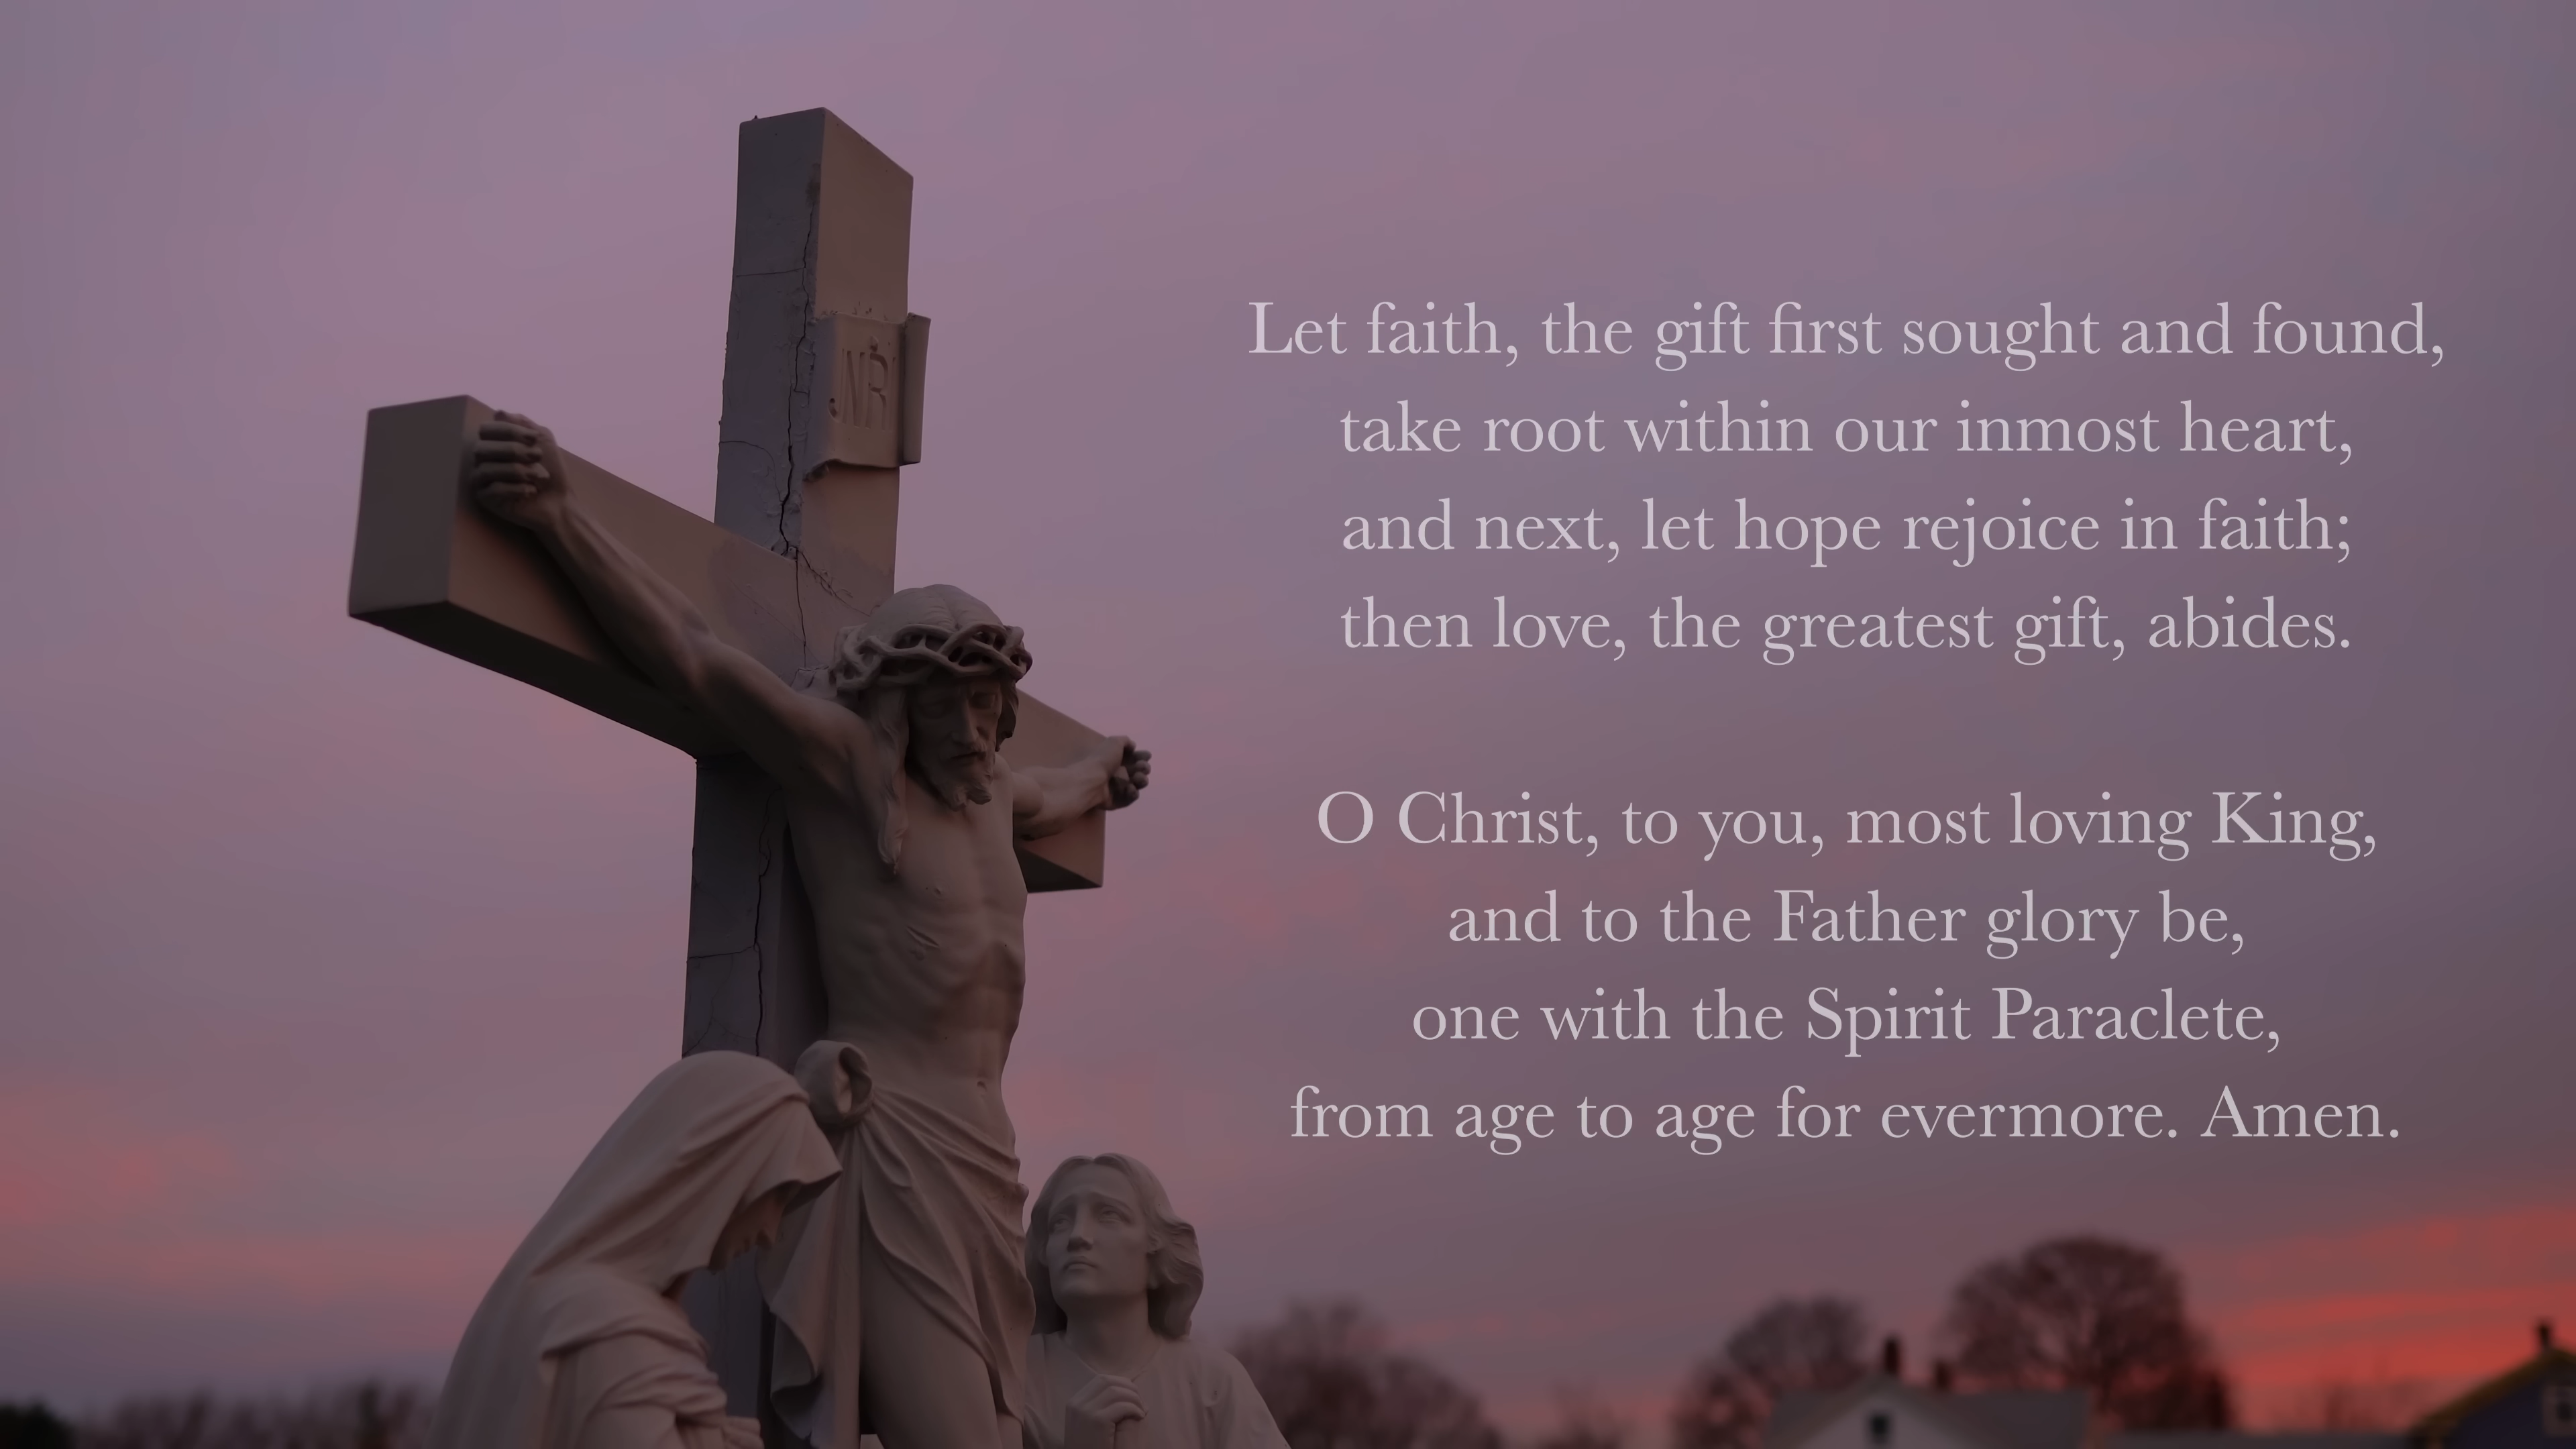 INRI
Let faith, the gift first sought and found,
take root within our inmost heart,
and next, let hope rejoice in faith;
then love, the greatest gift, abides.
O Christ, to you, most loving King,
and to the Father glory be,
one with the Spirit Paraclete,
from age to age for evermore. Amen.